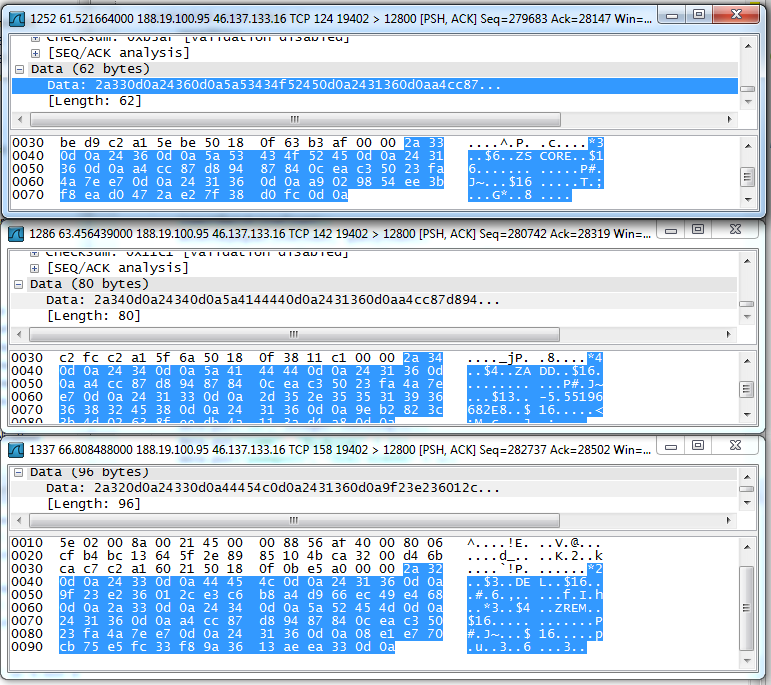 1252 61.521664000 188.19.100.95 46.137.133.16 TCP 124 19402 > 12800 [PSH, ACK] Seq=279683 Ack=28147 Win=...
Checksum: 0xb3af [validation disabled]
[SEQ/ACK analysis]
Data (62 bytes)
Data: 2a330d0a24360d0a5a53434f52450d0a2431360d0aa4cc87...
[Length: 62]
0030 be d9 c2 a1 5e be 50 18 0f 63 b3 af 00 00 2a 33 ....^.P. .c....*3
0040 0d 0a 24 36 0d 0a 5a 53 43 4f 52 45 0d 0a 24 31 ..$6..ZS CORE..$1
0050 36 0d 0a a4 cc 87 d8 94 87 84 0c ea c3 50 23 fa 6....... .....P#.
0060 4a 7e e7 0d 0a 24 31 36 0d 0a a9 02 98 54 ee 3b J~...$16 .....T.;
0070 f8 ea d0 47 2a e2 7f 38 d0 fc 0d 0a ...G*..8 ....
1286 63.456439000 188.19.100.95 46.137.133.16 TCP 142 19402 > 12800 [PSH, ACK] Seq=280742 Ack=28319 Win=...
Checksum: 0x11c1 [validation disabled]
[SEQ/ACK analysis]
Data (80 bytes)
Data: 2a340d0a24340d0a5a4144440d0a2431360d0aa4cc87d894...
[Length: 80]
0030 c2 fc c2 a1 5f 6a 50 18 0f 38 11 c1 00 00 2a 34 ...._jP. .8....*4
0040 0d 0a 24 34 0d 0a 5a 41 44 44 0d 0a 24 31 36 0d ..$4..ZA DD..$16.
0050 0a a4 cc 87 d8 94 87 84 0c ea c3 50 23 fa 4a 7e ........ ...P#.J~
0060 e7 0d 0a 24 31 33 0d 0a 2d 35 2e 35 35 31 39 36 ...$13.. -5.55196
0070 36 38 32 45 38 0d 0a 24 31 36 0d 0a 9e b2 82 3c 682E8..$ 16.....<
1337 66.808488000 188.19.100.95 46.137.133.16 TCP 158 19402 > 12800 [PSH, ACK] Seq=282737 Ack=28502 Win=...
Data (96 bytes)
Data: 2a320d0a24330d0a44454c0d0a2431360d0a9f23e236012c...
[Length: 96]
0010 5e 02 00 8a 00 21 45 00 00 88 56 af 40 00 80 06 ^....!E. ..V.@...
0020 cf b4 bc 13 64 5f 2e 89 85 10 4b ca 32 00 d4 6b ....d_.. ..K.2..k
0030 ca c7 c2 a1 60 21 50 18 0f 0b e5 a0 00 00 2a 32 ....`!P. ......*2
0040 0d 0a 24 33 0d 0a 44 45 4c 0d 0a 24 31 36 0d 0a ..$3..DE L..$16..
0050 9f 23 e2 36 01 2c e3 c6 b8 a4 d9 66 ec 49 e4 68 .#.6.,.. ...f.I.h
0060 0d 0a 2a 33 0d 0a 24 34 0d 0a 5a 52 45 4d 0d 0a ..*3..$4 ..ZREM..
0070 24 31 36 0d 0a a4 cc 87 d8 94 87 84 0c ea c3 50 $16..... .......P
0080 23 fa 4a 7e e7 0d 0a 24 31 36 0d 0a 08 e1 e7 70 #.J~...$ 16.....p
0090 cb 75 e5 fc 33 f8 9a 36 13 ae ea 33 0d 0a .u..3..6 ...3..